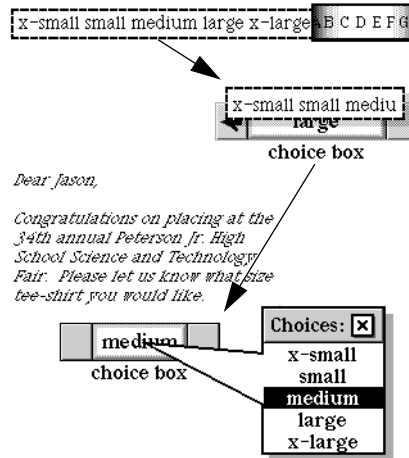 x-small small medium large x-large A B C D E F G
x-small small mediu
large
choice box
Dear Jason,
Congratulations on placing at the
34th annual Peterson Jr. High
School Science and Technology
Fair. Please let us know what size
tee-shirt you would like.
medium
choice box
Choices:
x-small
small
medium
large
x-large